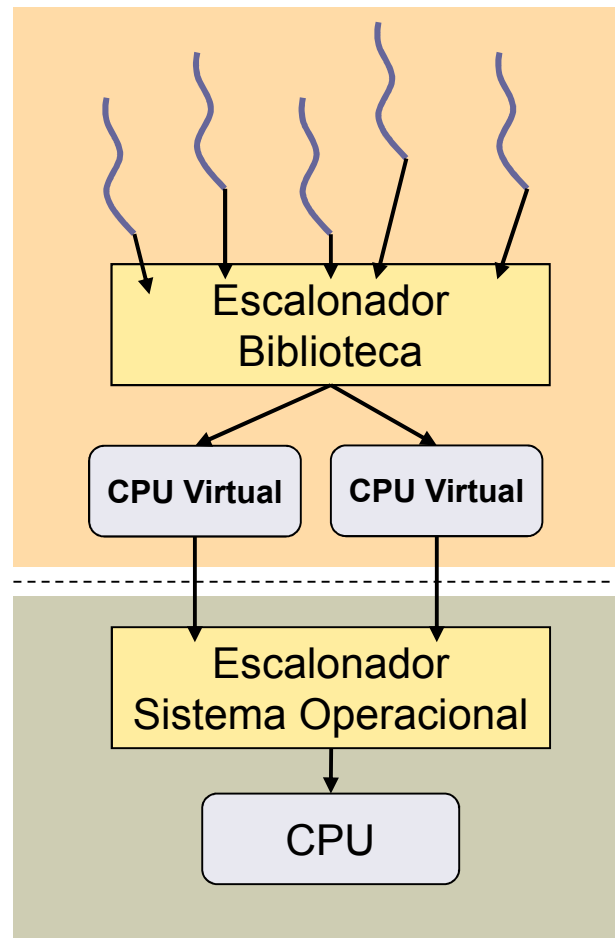 Escalonador
Biblioteca
CPU Virtual
CPU Virtual
Escalonador
Sistema Operacional
CPU